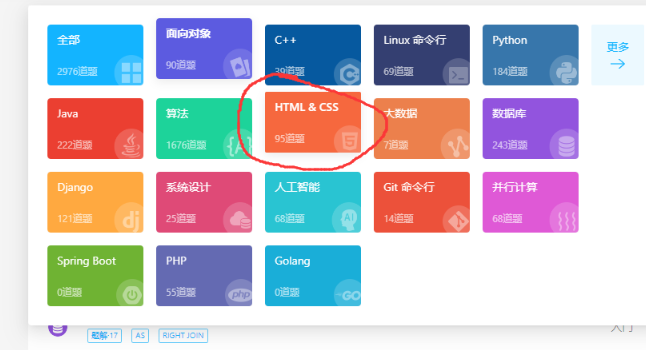 全部
2976道题
面向对象
90道题
C++
39道题
Linux 命令行
69道题
Python
184道题
更多
Java
222道题
算法
1676道题
HTML & CSS
95道题
大数据
7道题
数据库
243道题
Django
121道题
系统设计
25道题
人工智能
68道题
Git 命令行
14道题
并行计算
68道题
Spring Boot
0道题
PHP
55道题
Golang
0道题
题解·17
AS
RIGHT JOIN
入门